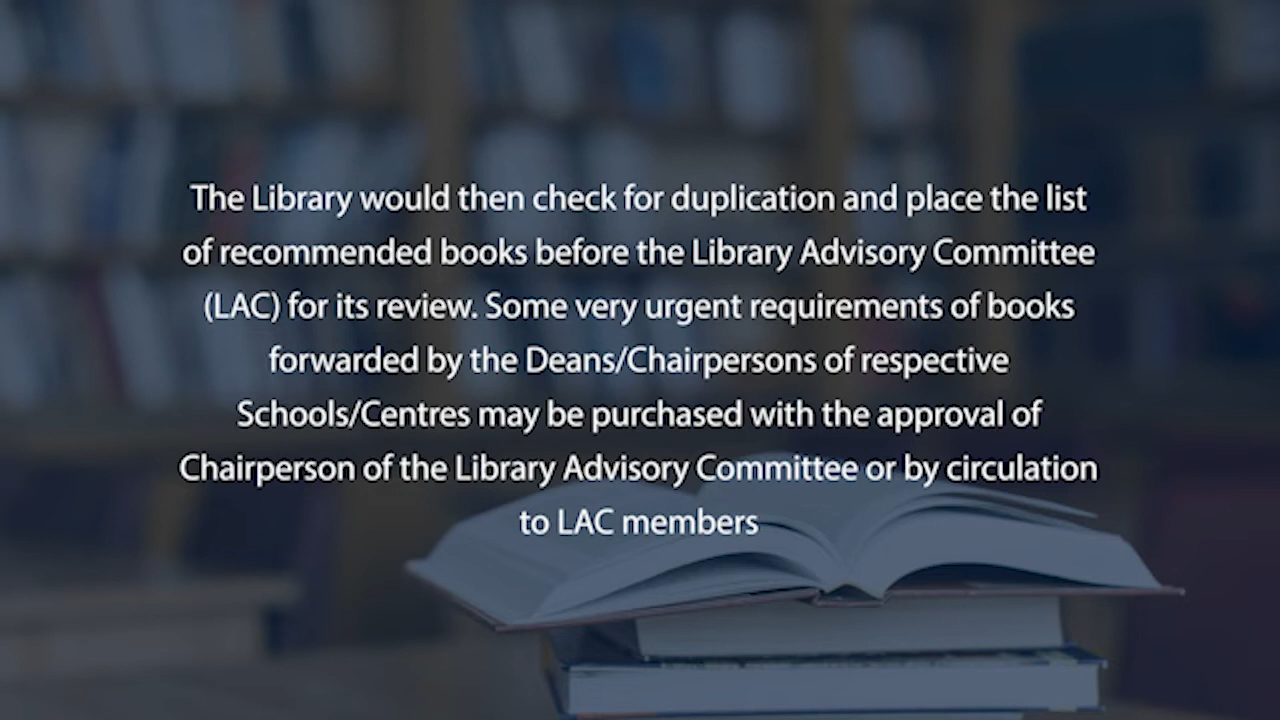 The Library would then check for duplication and place the list
of recommended books before the Library Advisory Committee
(LAC) for its review. Some very urgent requirements of books
forwarded by the Deans/Chairpersons of respective
Schools/Centres may be purchased with the approval of
Chairperson of the Library Advisory Committee or by circulation
to LAC members